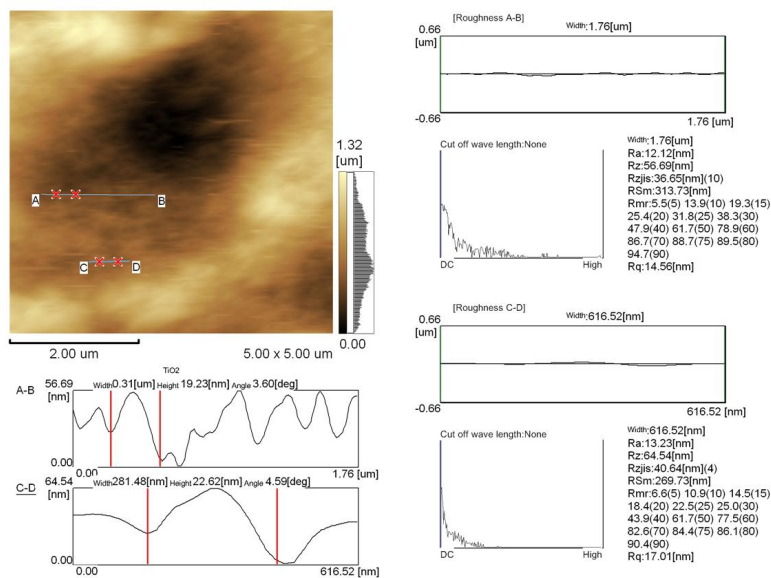 1.32
[um]
A
B
C
D
0.00
2.00 um
5.00 x 5.00 um
TiO2
A-B
56.69
[nm]
Width 0.31[um] Height 19.23[nm] Angle 3.60[deg]
0.00
0.00
1.76
[um]
C-D
64.54
[nm]
Width 281.48[nm] Height 22.62[nm] Angle 4.59[deg]
0.00
0.00
616.52
[nm]
[Roughness A-B]
Width:1.76[um]
0.66
[um]
-0.66
1.76 [um]
Cut off wave length:None
DC
High
Width:1.76[um]
Ra:12.12[nm]
Rz:56.69[nm]
Rzjis:36.65[nm](10)
RSm:313.73[nm]
Rmr:5.5(5) 13.9(10) 19.3(15)
25.4(20) 31.8(25) 38.3(30)
47.9(40) 61.7(50) 78.9(60)
86.7(70) 88.7(75) 89.5(80)
94.7(90)
Rq:14.56[nm]
[Roughness C-D]
Width:616.52[nm]
0.66
[um]
-0.66
616.52 [nm]
Cut off wave length:None
DC
High
Width:616.52[nm]
Ra:13.23[nm]
Rz:64.54[nm]
Rzjis:40.64[nm](4)
RSm:269.73[nm]
Rmr:6.6(5) 10.9(10) 14.5(15)
18.4(20) 22.5(25) 25.0(30)
43.9(40) 61.7(50) 77.5(60)
82.6(70) 84.4(75) 86.1(80)
90.4(90)
Rq:17.01[nm]